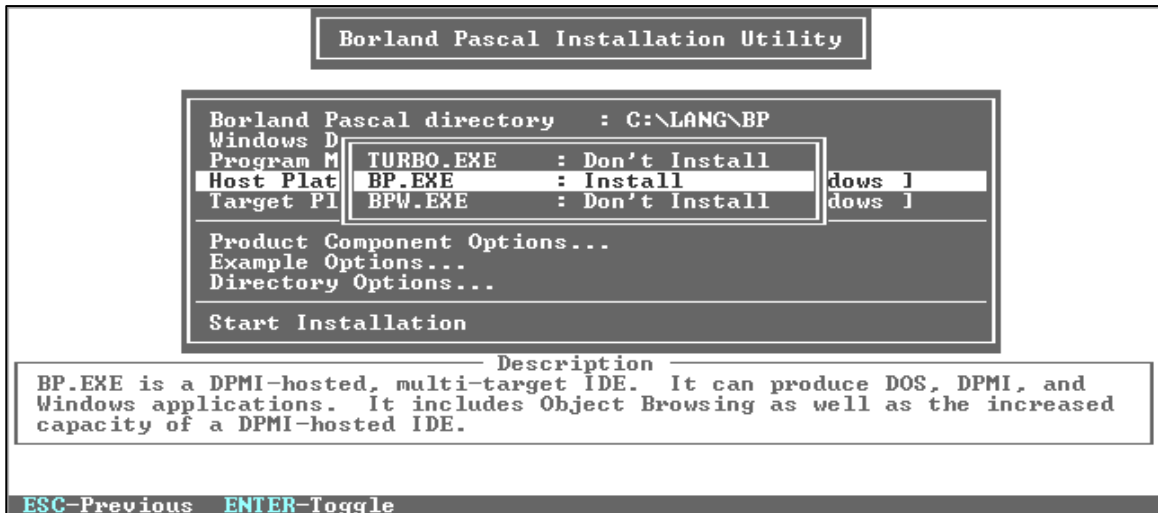 Borland Pascal Installation Utility
Borland Pascal directory : C:\LANG\BP
Windows D
Program M
TURBO.EXE : Don't Install
Host Plat
BP.EXE : Install
dows ]
Target Pl
BPW.EXE : Don't Install
dows ]
Product Component Options...
Example Options...
Directory Options...
Start Installation
Description
BP.EXE is a DPMI-hosted, multi-target IDE. It can produce DOS, DPMI, and
Windows applications. It includes Object Browsing as well as the increased
capacity of a DPMI-hosted IDE.
ESC-Previous ENTER-Toggle